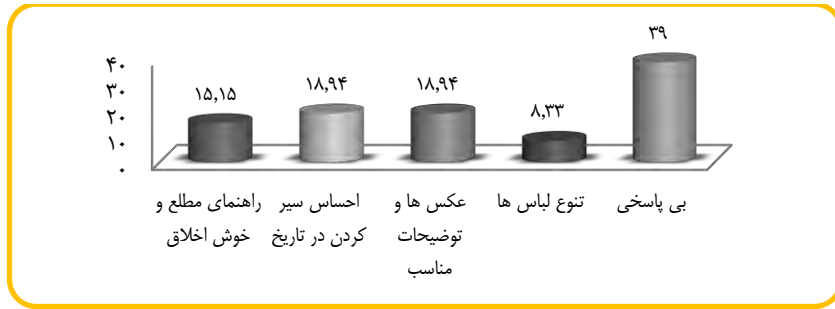 ۳۹
۱۸,۹۴
۱۸,۹۴
۱۵,۱۵
۸,۳۳
۴۰
۳۰
۲۰
۱۰
۰
راهنمای مطلع و
خوش اخلاق
احساس سیر
کردن در تاریخ
عکس ها و
توضیحات
مناسب
تنوع لباس ها
بی پاسخی